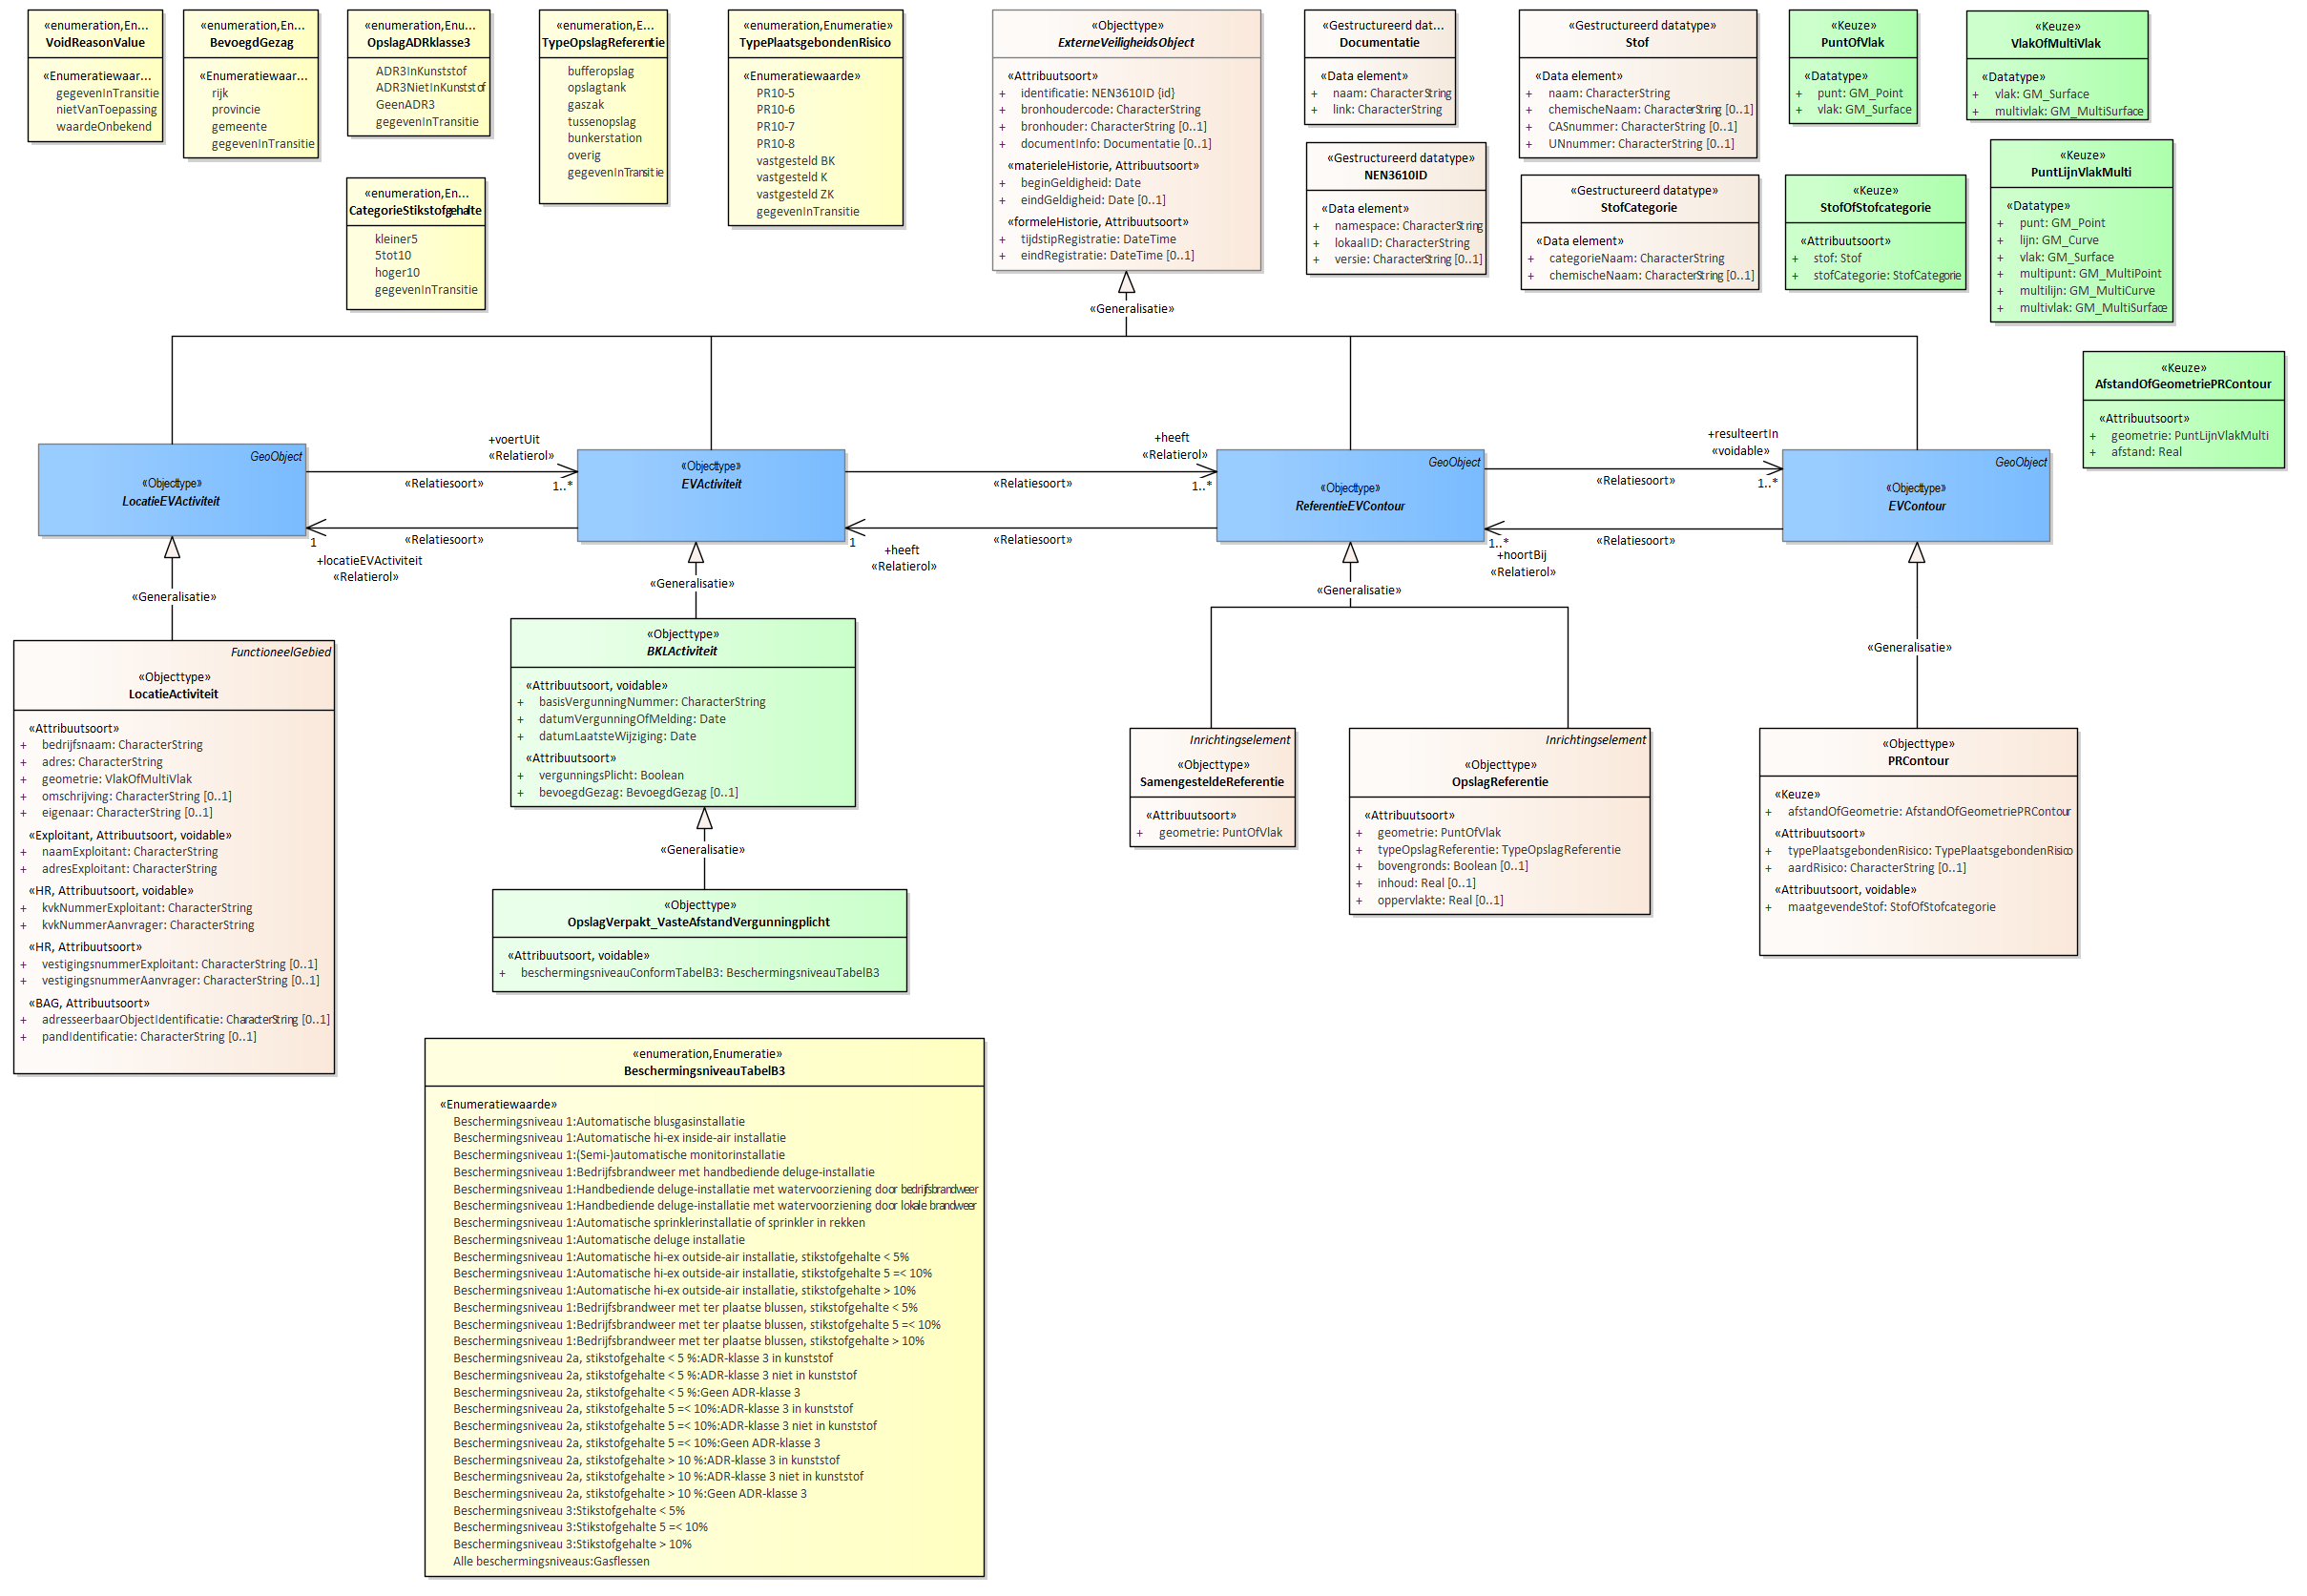 «enumeration,En...
VoidReasonValue
«Enumeratiewaar...
gegevenInTransitie
nietVanToepassing
waardeOnbekend
«enumeration,En...
BevoegdGezag
«Enumeratiewaar...
rijk
provincie
gemeente
gegevenInTransitie
«enumeration,Enu...
OpslagADRklasse3
ADR3InKunststof
ADR3NietInKunststof
GeenADR3
gegevenInTransitie
«enumeration,E...
TypeOpslagReferentie
bufferopslag
opslagtank
gaszak
tussenopslag
bunkerstation
overig
gegevenInTransitie
«enumeration,Enumeratie»
TypePlaatsgebondenRisico
«Enumeratiewaarde»
PR10-5
PR10-6
PR10-7
PR10-8
vastgesteld BK
vastgesteld K
vastgesteld ZK
gegevenInTransitie
«Objecttype»
ExterneVeiligheidsObject
«Attribuutsoort»
+ identificatie: NEN3610ID {id}
+ bronhoudercode: CharacterString
+ bronhouder: CharacterString [0..1]
+ documentInfo: Documentatie [0..1]
«materieleHistorie, Attribuutsoort»
+ beginGeldigheid: Date
+ eindGeldigheid: Date [0..1]
«formeleHistorie, Attribuutsoort»
+ tijdstipRegistratie: DateTime
+ eindRegistratie: DateTime [0..1]
«Gestructureerd dat...
Documentatie
«Data element»
+ naam: CharacterString
+ link: CharacterString
«Gestructureerd datatype»
Stof
«Data element»
+ naam: CharacterString
+ chemischeNaam: CharacterString [0..1]
+ CASnummer: CharacterString [0..1]
+ UNnummer: CharacterString [0..1]
«Keuze»
PuntOfVlak
«Datatype»
+ punt: GM_Point
+ vlak: GM_Surface
«Keuze»
VlakOfMultiVlak
«Datatype»
+ vlak: GM_Surface
+ multivlak: GM_MultiSurface
«enumeration,En...
CategorieStikstofgehalte
kleiner5
5tot10
hoger10
gegevenInTransitie
«Gestructureerd datatype»
NEN3610ID
«Data element»
+ namespace: CharacterString
+ lokaalID: CharacterString
+ versie: CharacterString [0..1]
«Gestructureerd datatype»
StofCategorie
«Data element»
+ categorieNaam: CharacterString
+ chemischeNaam: CharacterString [0..1]
«Keuze»
StofOfStofcategorie
«Attribuutsoort»
+ stof: Stof
+ stofCategorie: StofCategorie
«Keuze»
PuntLijnVlakMulti
«Datatype»
+ punt: GM_Point
+ lijn: GM_Curve
+ vlak: GM_Surface
+ multipunt: GM_MultiPoint
+ multilijn: GM_MultiCurve
+ multivlak: GM_MultiSurface
«Generalisatie»
«Keuze»
AfstandOfGeometriePRContour
«Attribuutsoort»
+ geometrie: PuntLijnVlakMulti
+ afstand: Real
GeoObject
«Objecttype»
LocatieEVActiviteit
+voertUit
«Relatierol»
«Relatiesoort»
1..*
«Objecttype»
EVActiviteit
+heeft
«Relatierol»
«Relatiesoort»
1..*
GeoObject
«Objecttype»
ReferentieEVContour
+resulteertIn
«voidable»
«Relatiesoort»
1..*
GeoObject
«Objecttype»
EVContour
1
«Relatiesoort»
+locatieEVActiviteit
«Relatierol»
1
«Relatiesoort»
+heeft
«Relatierol»
1..*
«Relatiesoort»
+hoortBij
«Relatierol»
«Generalisatie»
«Generalisatie»
«Generalisatie»
«Generalisatie»
FunctioneelGebied
«Objecttype»
LocatieActiviteit
«Attribuutsoort»
+ bedrijfsnaam: CharacterString
+ adres: CharacterString
+ geometrie: VlakOfMultiVlak
+ omschrijving: CharacterString [0..1]
+ eigenaar: CharacterString [0..1]
«Exploitant, Attribuutsoort, voidable»
+ naamExploitant: CharacterString
+ adresExploitant: CharacterString
«HR, Attribuutsoort, voidable»
+ kvkNummerExploitant: CharacterString
+ kvkNummerAanvrager: CharacterString
«HR, Attribuutsoort»
+ vestigingsnummerExploitant: CharacterString [0..1]
+ vestigingsnummerAanvrager: CharacterString [0..1]
«BAG, Attribuutsoort»
+ adresseerbaarObjectIdentificatie: CharacterString [0..1]
+ pandIdentificatie: CharacterString [0..1]
«Objecttype»
BKLActiviteit
«Attribuutsoort, voidable»
+ basisVergunningNummer: CharacterString
+ datumVergunningOfMelding: Date
+ datumLaatsteWijziging: Date
«Attribuutsoort»
+ vergunningsPlicht: Boolean
+ bevoegdGezag: BevoegdGezag [0..1]
«Generalisatie»
«Objecttype»
OpslagVerpakt_VasteAfstandVergunningplicht
«Attribuutsoort, voidable»
+ beschermingsniveauConformTabelB3: BeschermingsniveauTabelB3
Inrichtingselement
«Objecttype»
SamengesteldeReferentie
«Attribuutsoort»
+ geometrie: PuntOfVlak
Inrichtingselement
«Objecttype»
OpslagReferentie
«Attribuutsoort»
+ geometrie: PuntOfVlak
+ typeOpslagReferentie: TypeOpslagReferentie
+ bovengronds: Boolean [0..1]
+ inhoud: Real [0..1]
+ oppervlakte: Real [0..1]
«Objecttype»
PRContour
«Keuze»
+ afstandOfGeometrie: AfstandOfGeometriePRContour
«Attribuutsoort»
+ typePlaatsgebondenRisico: TypePlaatsgebondenRisico
+ aardRisico: CharacterString [0..1]
«Attribuutsoort, voidable»
+ maatgevendeStof: StofOfStofcategorie
«enumeration,Enumeratie»
BeschermingsniveauTabelB3
«Enumeratiewaarde»
Beschermingsniveau 1:Automatische blusgasinstallatie
Beschermingsniveau 1:Automatische hi-ex inside-air installatie
Beschermingsniveau 1:(Semi-)automatische monitorinstallatie
Beschermingsniveau 1:Bedrijfsbrandweer met handbediende deluge-installatie
Beschermingsniveau 1:Handbediende deluge-installatie met watervoorziening door bedrijfsbrandweer
Beschermingsniveau 1:Handbediende deluge-installatie met watervoorziening door lokale brandweer
Beschermingsniveau 1:Automatische sprinklerinstallatie of sprinkler in rekken
Beschermingsniveau 1:Automatische deluge installatie
Beschermingsniveau 1:Automatische hi-ex outside-air installatie, stikstofgehalte < 5%
Beschermingsniveau 1:Automatische hi-ex outside-air installatie, stikstofgehalte 5 =< 10%
Beschermingsniveau 1:Automatische hi-ex outside-air installatie, stikstofgehalte > 10%
Beschermingsniveau 1:Bedrijfsbrandweer met ter plaatse blussen, stikstofgehalte < 5%
Beschermingsniveau 1:Bedrijfsbrandweer met ter plaatse blussen, stikstofgehalte 5 =< 10%
Beschermingsniveau 1:Bedrijfsbrandweer met ter plaatse blussen, stikstofgehalte > 10%
Beschermingsniveau 2a, stikstofgehalte < 5 %:ADR-klasse 3 in kunststof
Beschermingsniveau 2a, stikstofgehalte < 5 %:ADR-klasse 3 niet in kunststof
Beschermingsniveau 2a, stikstofgehalte < 5 %:Geen ADR-klasse 3
Beschermingsniveau 2a, stikstofgehalte 5 =< 10%:ADR-klasse 3 in kunststof
Beschermingsniveau 2a, stikstofgehalte 5 =< 10%:ADR-klasse 3 niet in kunststof
Beschermingsniveau 2a, stikstofgehalte 5 =< 10%:Geen ADR-klasse 3
Beschermingsniveau 2a, stikstofgehalte > 10 %:ADR-klasse 3 in kunststof
Beschermingsniveau 2a, stikstofgehalte > 10 %:ADR-klasse 3 niet in kunststof
Beschermingsniveau 2a, stikstofgehalte > 10 %:Geen ADR-klasse 3
Beschermingsniveau 3:Stikstofgehalte < 5%
Beschermingsniveau 3:Stikstofgehalte 5 =< 10%
Beschermingsniveau 3:Stikstofgehalte > 10%
Alle beschermingsniveaus:Gasflessen